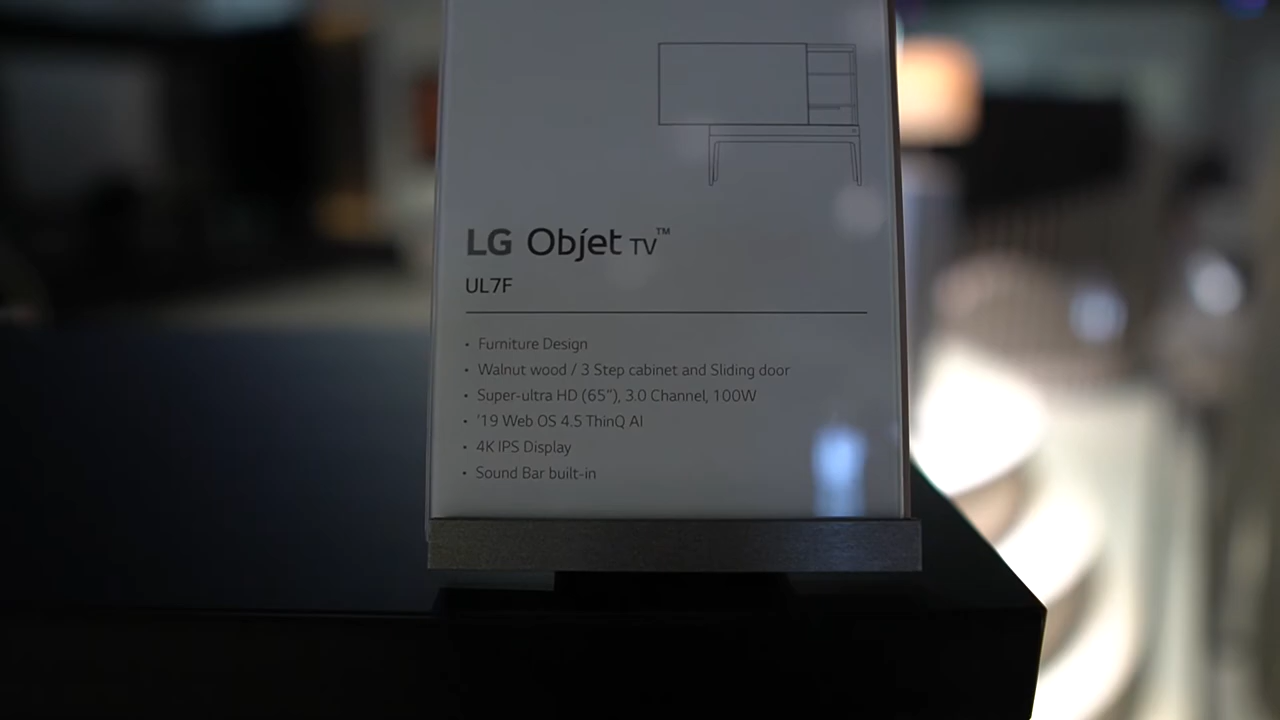 LG Objet TV™
UL7F
• Furniture Design
• Walnut wood / 3 Step cabinet and Sliding door
• Super-ultra HD (65"), 3.0 Channel, 100W
• '19 Web OS 4.5 ThinQ AI
• 4K IPS Display
• Sound Bar built-in